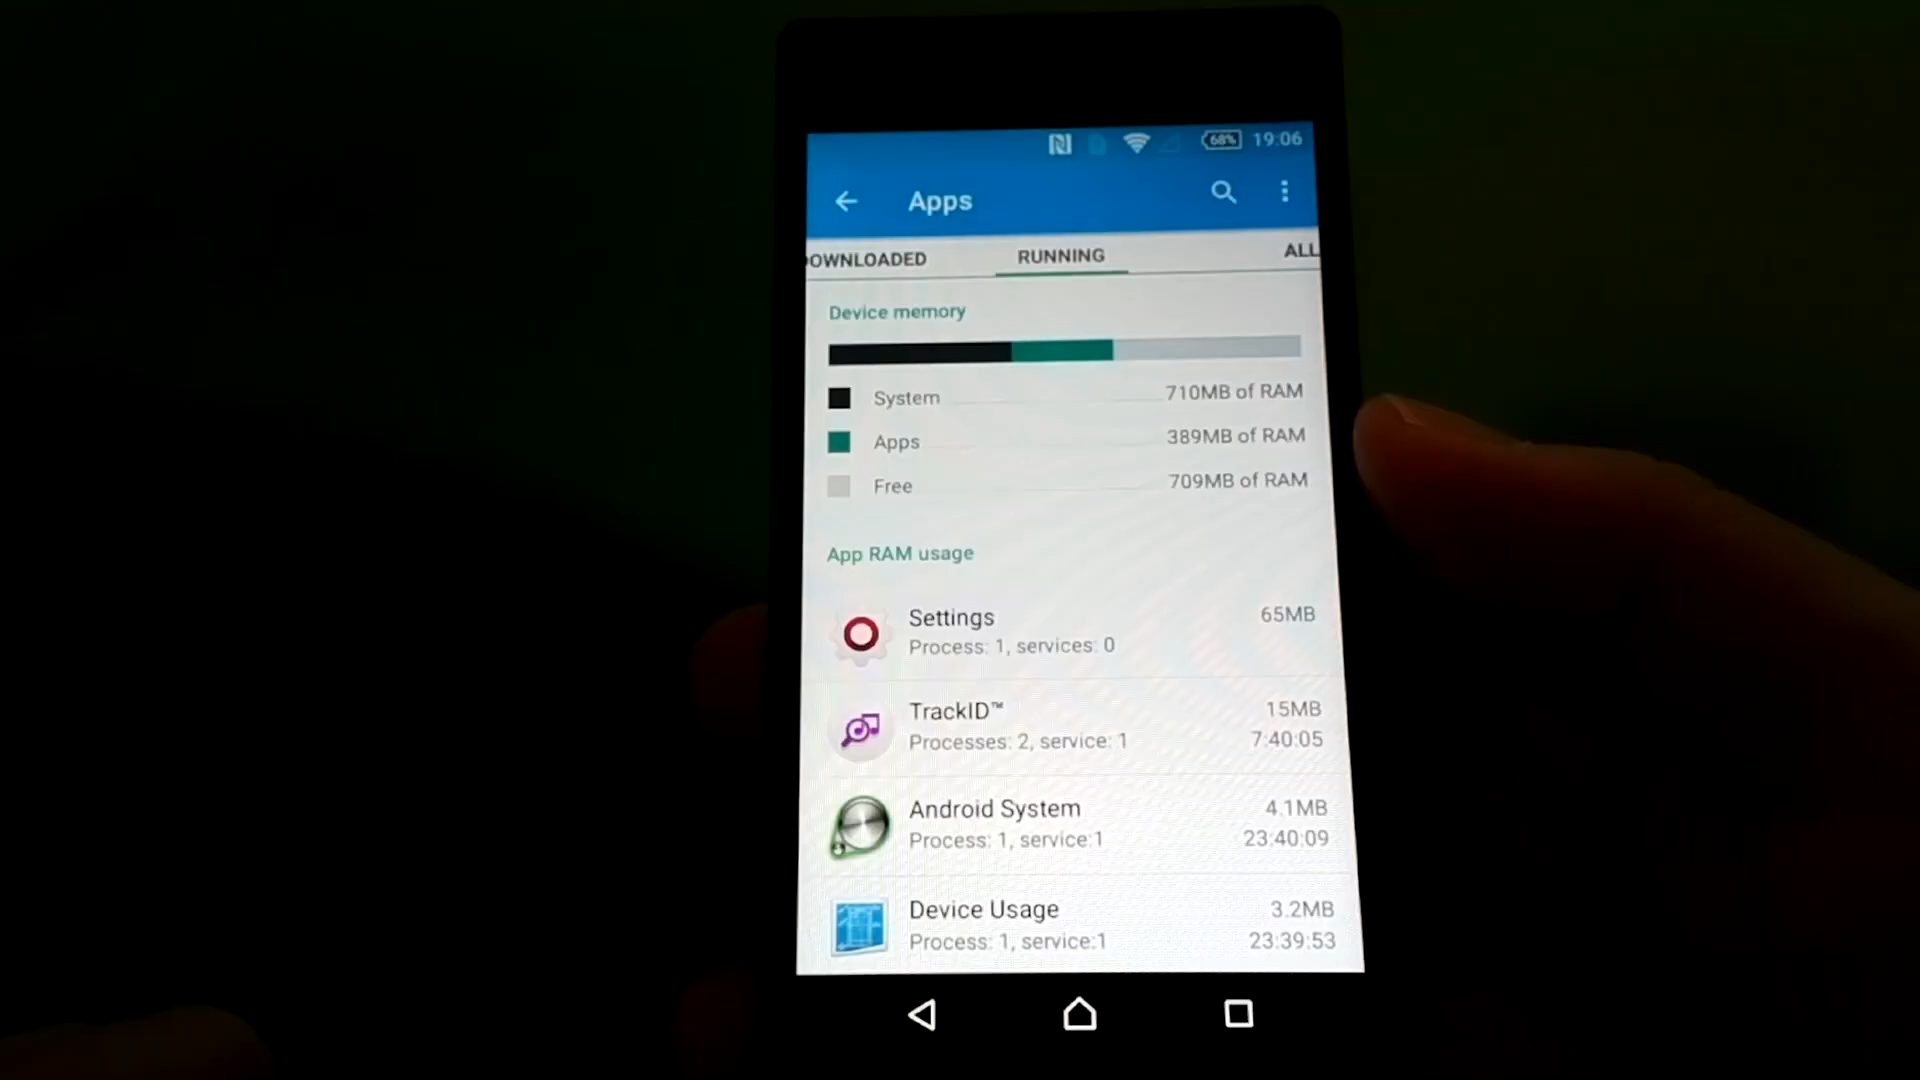 68% 19:06
Apps
OWNLOADED RUNNING ALL
Device memory
System 710MB of RAM
Apps 389MB of RAM
Free 709MB of RAM
App RAM usage
Settings 65MB
Process: 1, services: 0
TrackID™ 15MB
Processes: 2, service: 1 7:40:05
Android System 4.1MB
Process: 1, service:1 23:40:09
Device Usage 3.2MB
Process: 1, service:1 23:39:53